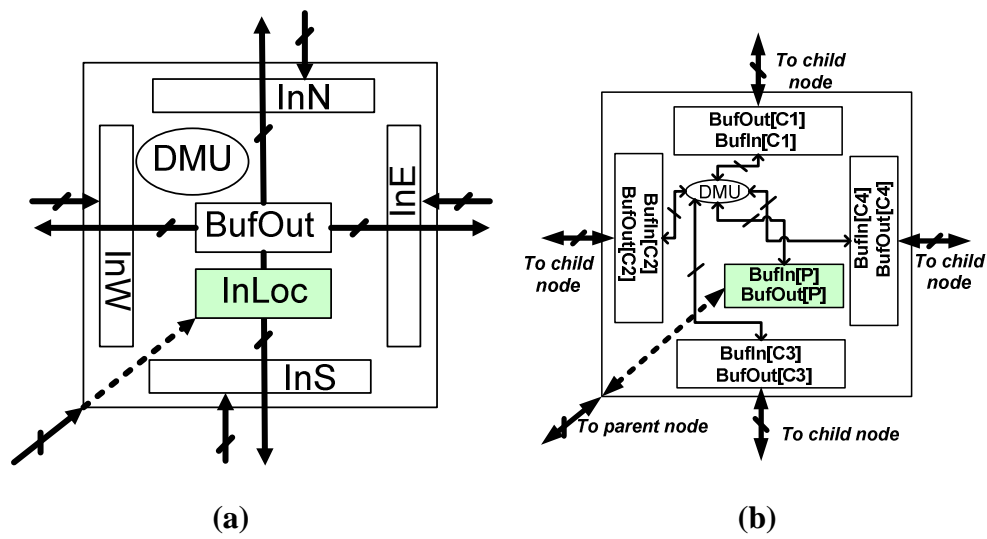 InN
DMU
InE
BufOut
InW
InLoc
InS
(a)
To child
node
BufOut[C1]
BufIn[C1]
DMU
BufIn[C2]
BufOut[C2]
BufIn[C4]
BufOut[C4]
To child
node
To child
node
BufIn[P]
BufOut[P]
BufIn[C3]
BufOut[C3]
To parent node
To child node
(b)